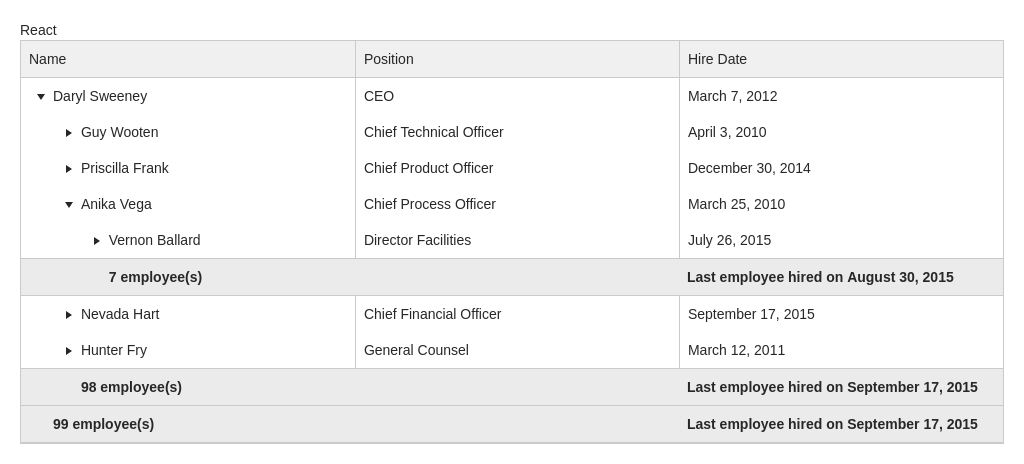 React
Name Position Hire Date
Daryl Sweeney CEO March 7, 2012
Guy Wooten Chief Technical Officer April 3, 2010
Priscilla Frank Chief Product Officer December 30, 2014
Anika Vega Chief Process Officer March 25, 2010
Vernon Ballard Director Facilities July 26, 2015
7 employee(s) Last employee hired on August 30, 2015
Nevada Hart Chief Financial Officer September 17, 2015
Hunter Fry General Counsel March 12, 2011
98 employee(s) Last employee hired on September 17, 2015
99 employee(s) Last employee hired on September 17, 2015